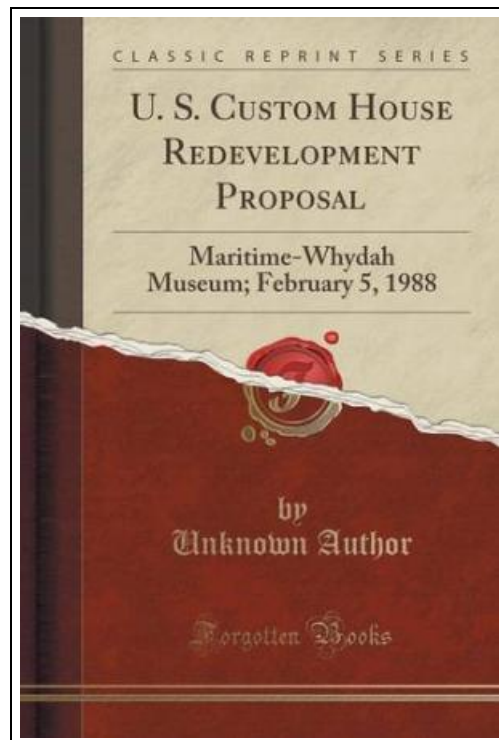 CLASSIC REPRINT SERIES
U. S. CUSTOM HOUSE
REDEVELOPMENT
PROPOSAL
Maritime-Whydah
Museum; February 5, 1988
F
by
Unknown Author
Forgotten Books